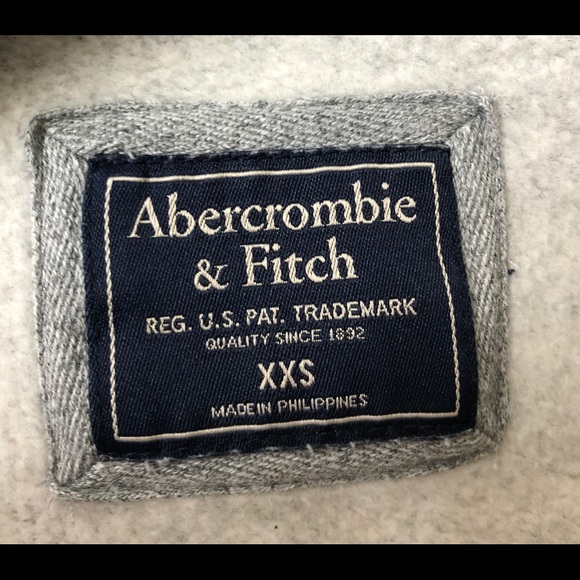 Abercrombie
& Fitch
REG. U.S. PAT. TRADEMARK
QUALITY SINCE 1892
XXS
MADE IN PHILIPPINES